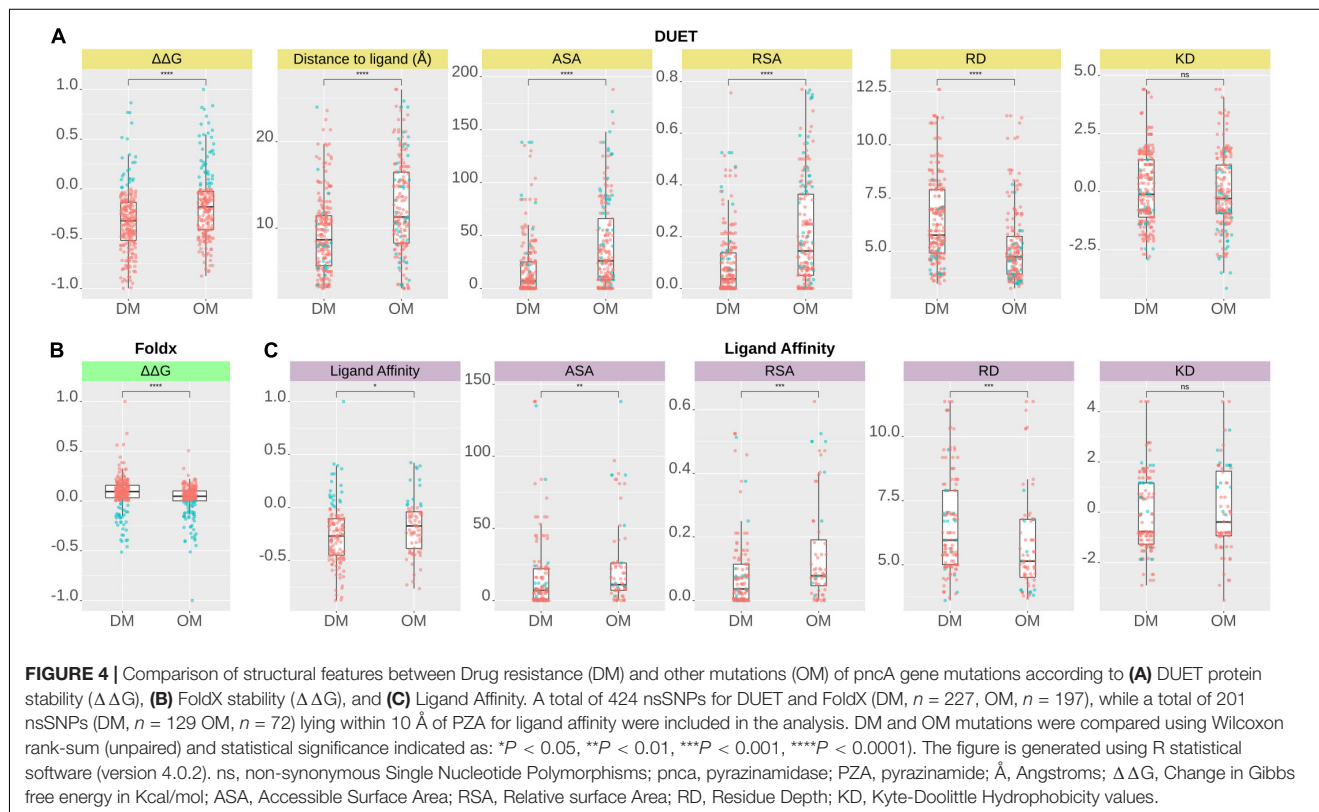 A
DUET
ΔΔG
Distance to ligand (Å)
ASA
RSA
RD
KD
****
****
****
****
****
ns
1.0
0.5
0.0
-0.5
-1.0
20
10
200
150
100
50
0
0.8
0.6
0.4
0.2
0.0
12.5
10.0
7.5
5.0
5.0
2.5
0.0
-2.5
DM OM
DM OM
DM OM
DM OM
DM OM
DM OM
B
Foldx
C
Ligand Affinity
ΔΔG
Ligand Affinity
ASA
RSA
RD
KD
****
*
**
***
***
ns
1.0
0.5
0.0
-0.5
-1.0
1.0
0.5
0.0
-0.5
150
100
50
0
0.6
0.4
0.2
0.0
10.0
7.5
5.0
4
2
0
-2
DM OM
DM OM
DM OM
DM OM
DM OM
DM OM
FIGURE 4 | Comparison of structural features between Drug resistance (DM) and other mutations (OM) of pncA gene mutations according to (A) DUET protein
stability (ΔΔG), (B) FoldX stability (ΔΔG), and (C) Ligand Affinity. A total of 424 nsSNPs for DUET and FoldX (DM, n = 227, OM, n = 197), while a total of 201
nsSNPs (DM, n = 129 OM, n = 72) lying within 10 Å of PZA for ligand affinity were included in the analysis. DM and OM mutations were compared using Wilcoxon
rank-sum (unpaired) and statistical significance indicated as: *P < 0.05, **P < 0.01, ***P < 0.001, ****P < 0.0001). The figure is generated using R statistical
software (version 4.0.2). ns, non-synonymous Single Nucleotide Polymorphisms; pnca, pyrazinamidase; PZA, pyrazinamide; Å, Angstroms; ΔΔG, Change in Gibbs
free energy in Kcal/mol; ASA, Accessible Surface Area; RSA, Relative surface Area; RD, Residue Depth; KD, Kyte-Doolittle Hydrophobicity values.